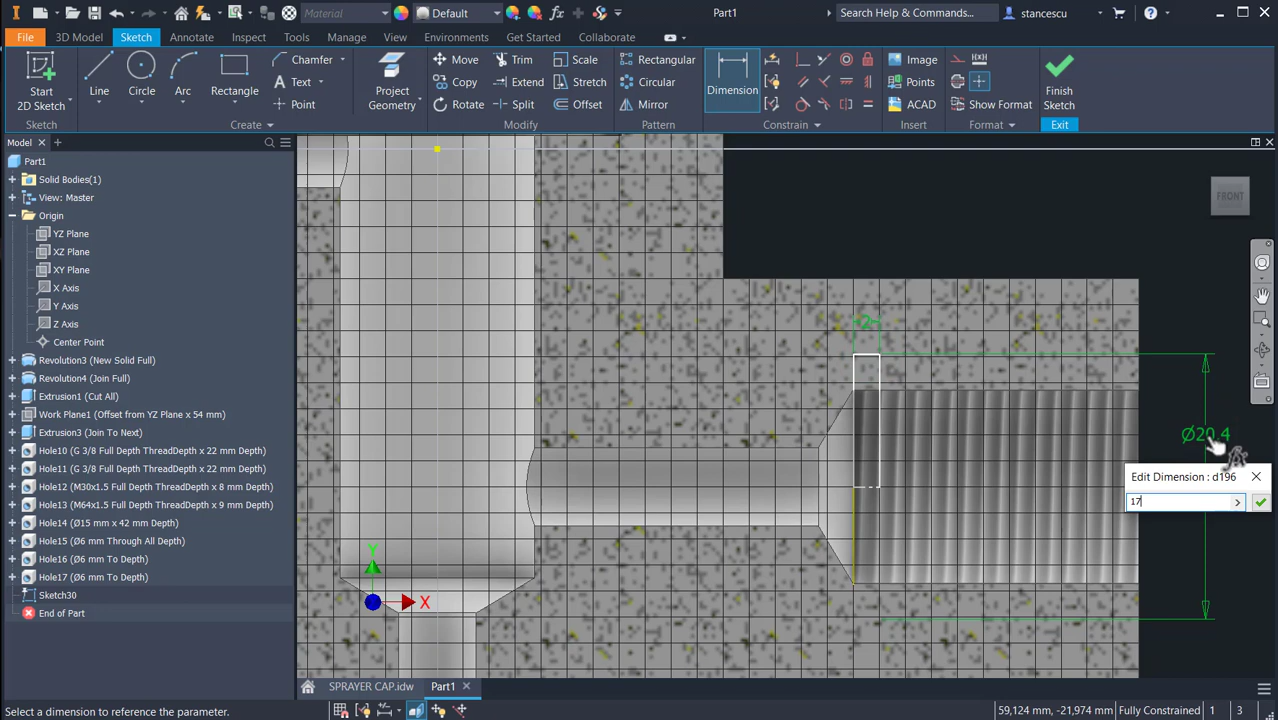 Material
Default
Part1
Search Help & Commands...
stancescu
File 3D Model Sketch Annotate Inspect Tools Manage View Environments Get Started Collaborate
Start
2D Sketch
Line
Circle
Arc
Rectangle
Chamfer
Text
Point
Project
Geometry
Move
Copy
Rotate
Trim
Extend
Split
Scale
Stretch
Offset
Rectangular
Circular
Mirror
Dimension
Image
Points
ACAD
Show Format
Finish
Sketch
Sketch
Create
Modify
Pattern
Constrain
Insert
Format
Exit
Model
Part1
Solid Bodies(1)
View: Master
Origin
YZ Plane
XZ Plane
XY Plane
X Axis
Y Axis
Z Axis
Center Point
Revolution3 (New Solid Full)
Revolution4 (Join Full)
Extrusion1 (Cut All)
Work Plane1 (Offset from YZ Plane x 54 mm)
Extrusion3 (Join To Next)
Hole10 (G 3/8 Full Depth ThreadDepth x 22 mm Depth)
Hole11 (G 3/8 Full Depth ThreadDepth x 22 mm Depth)
Hole12 (M30x1.5 Full Depth ThreadDepth x 8 mm Depth)
Hole13 (M64x1.5 Full Depth ThreadDepth x 9 mm Depth)
Hole14 (Ø15 mm x 42 mm Depth)
Hole15 (Ø6 mm Through All Depth)
Hole16 (Ø6 mm To Depth)
Hole17 (Ø6 mm To Depth)
Sketch30
End of Part
FRONT
2
Ø20,4
Edit Dimension : d196
17
Y
X
SPRAYER CAP.idw
Part1
Select a dimension to reference the parameter.
59,124 mm, -21,974 mm
Fully Constrained
1
3